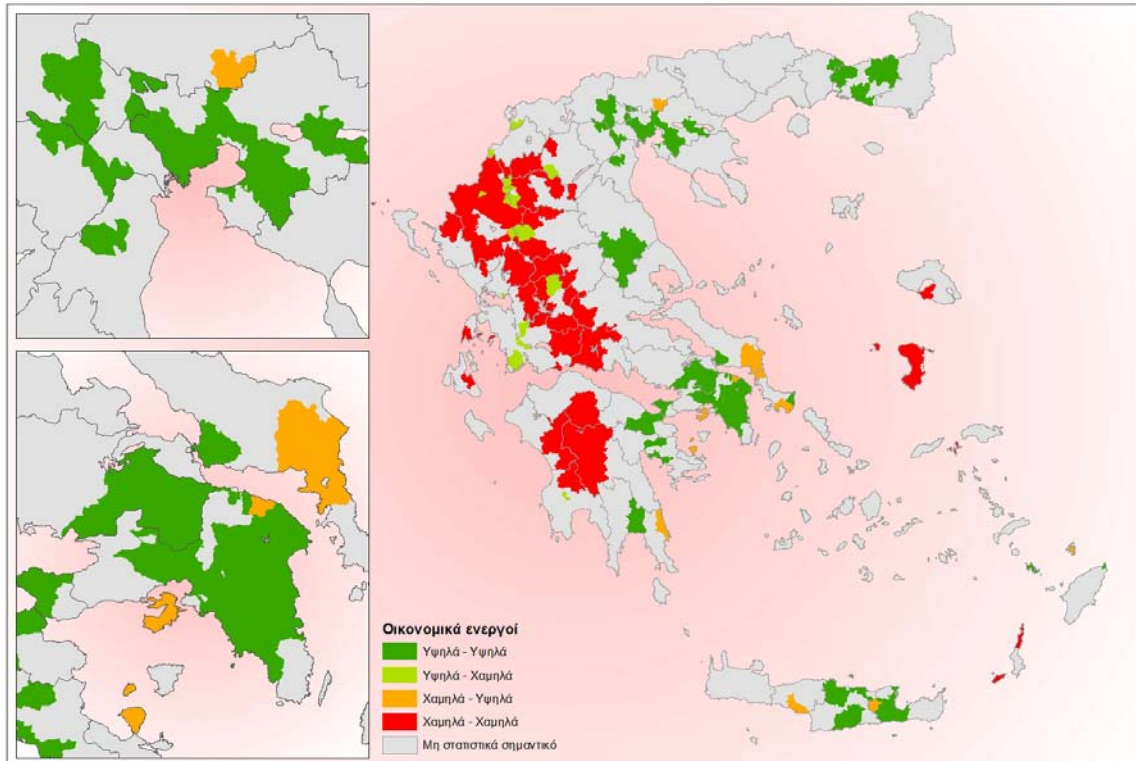 Οικονομικά ενεργοί
Υψηλά - Υψηλά
Υψηλά - Χαμηλά
Χαμηλά - Υψηλά
Χαμηλά - Χαμηλά
Μη στατιστικά σημαντικό